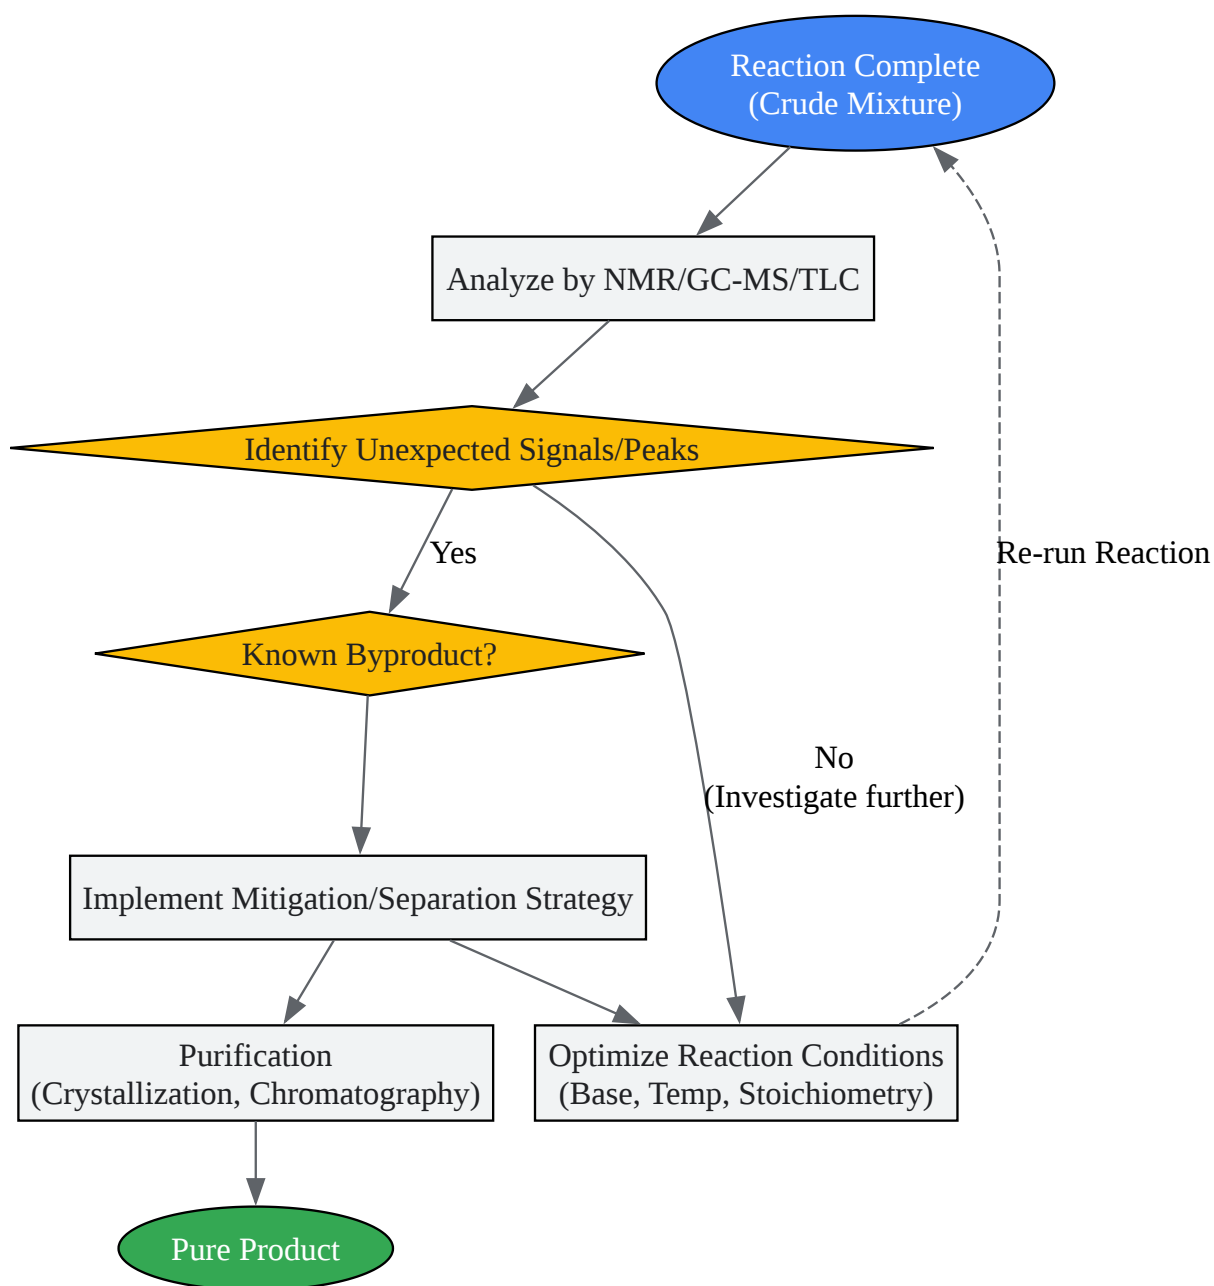 Reaction Complete
(Crude Mixture)
Analyze by NMR/GC-MS/TLC
Identify Unexpected Signals/Peaks
Yes
Re-run Reaction
Known Byproduct?
No
(Investigate further)
Implement Mitigation/Separation Strategy
Purification
(Crystallization, Chromatography)
Optimize Reaction Conditions
(Base, Temp, Stoichiometry)
Pure Product